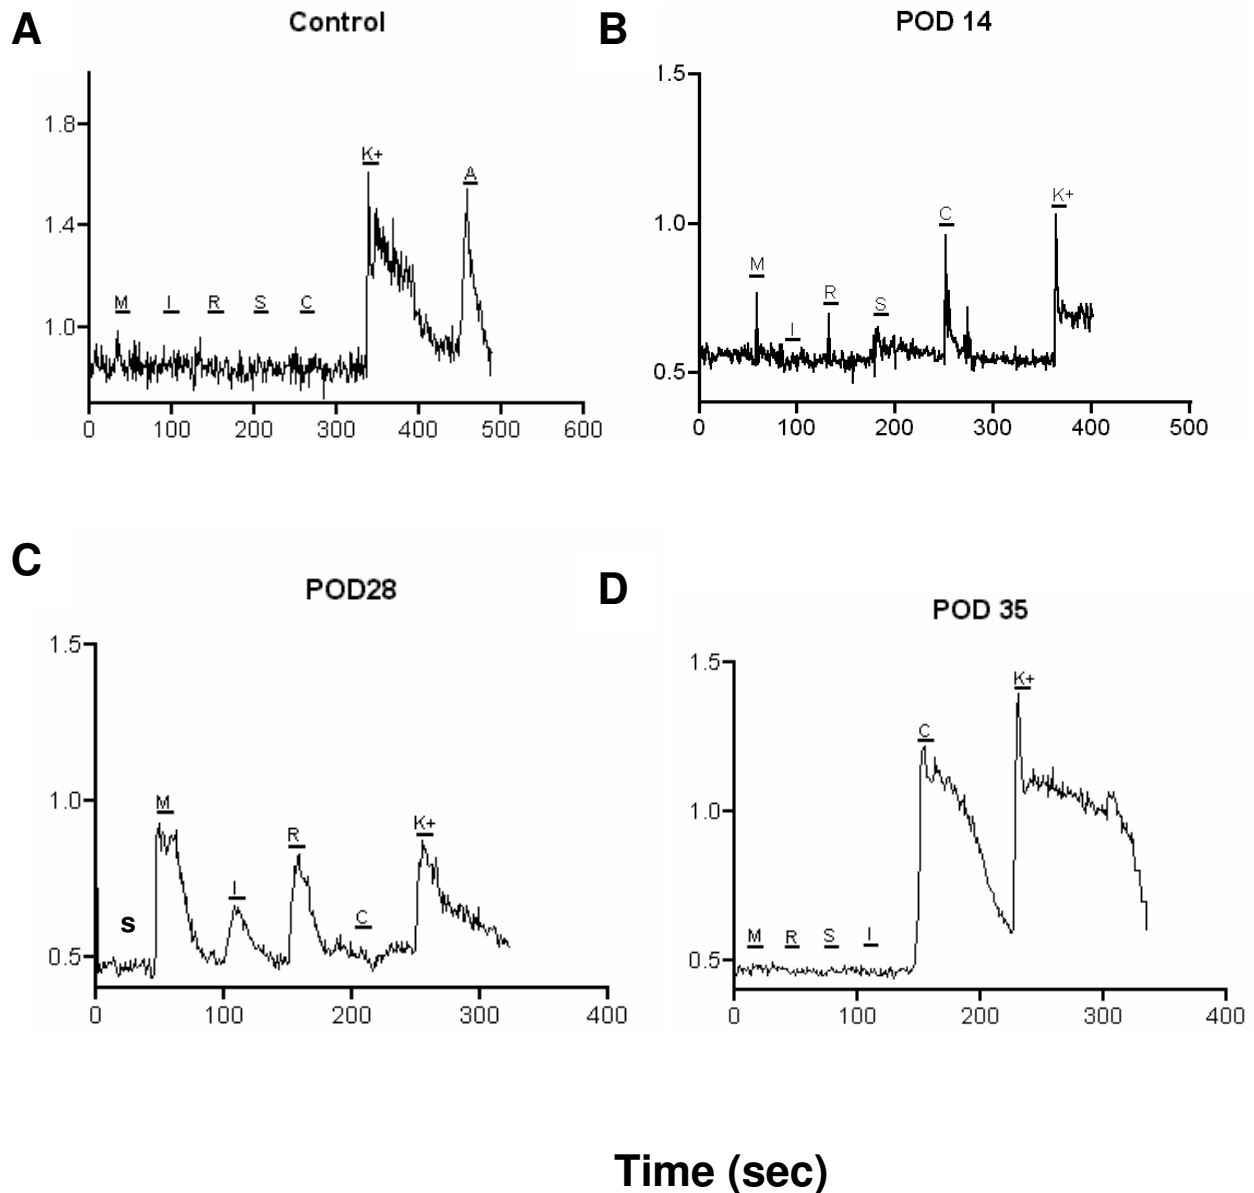 A
Control
1.8
1.4
1.0
M I R S C K+ A
0 100 200 300 400 500 600
B
POD 14
1.5
1.0
0.5
M I R S C K+
0 100 200 300 400 500
C
POD28
1.5
1.0
0.5
S M I R C K+
0 100 200 300 400
D
POD 35
1.5
1.0
0.5
M R S I C K+
0 100 200 300 400
Time (sec)